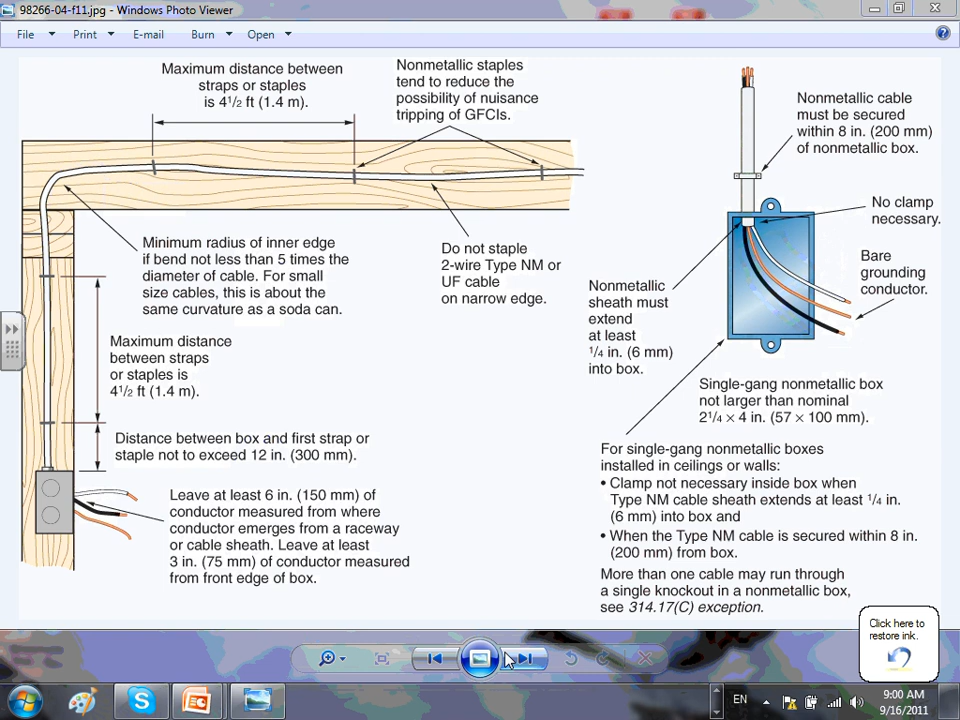 98266-04-f11.jpg - Windows Photo Viewer
File Print E-mail Burn Open
Maximum distance between
straps or staples
is 4 1/2 ft (1.4 m).
Nonmetallic staples
tend to reduce the
possibility of nuisance
tripping of GFCIs.
Nonmetallic cable
must be secured
within 8 in. (200 mm)
of nonmetallic box.
No clamp
necessary.
Minimum radius of inner edge
if bend not less than 5 times the
diameter of cable. For small
size cables, this is about the
same curvature as a soda can.
Do not staple
2-wire Type NM or
UF cable
on narrow edge.
Bare
grounding
conductor.
Nonmetallic
sheath must
extend
at least
1/4 in. (6 mm)
into box.
Maximum distance
between straps
or staples is
4 1/2 ft (1.4 m).
Single-gang nonmetallic box
not larger than nominal
2 1/4 × 4 in. (57 × 100 mm).
Distance between box and first strap or
staple not to exceed 12 in. (300 mm).
Leave at least 6 in. (150 mm) of
conductor measured from where
conductor emerges from a raceway
or cable sheath. Leave at least
3 in. (75 mm) of conductor measured
from front edge of box.
For single-gang nonmetallic boxes
installed in ceilings or walls:
• Clamp not necessary inside box when
Type NM cable sheath extends at least 1/4 in.
(6 mm) into box and
• When the Type NM cable is secured within 8 in.
(200 mm) from box.
More than one cable may run through
a single knockout in a nonmetallic box,
see 314.17(C) exception.
Click here to
restore ink.
EN
9:00 AM
9/16/2011